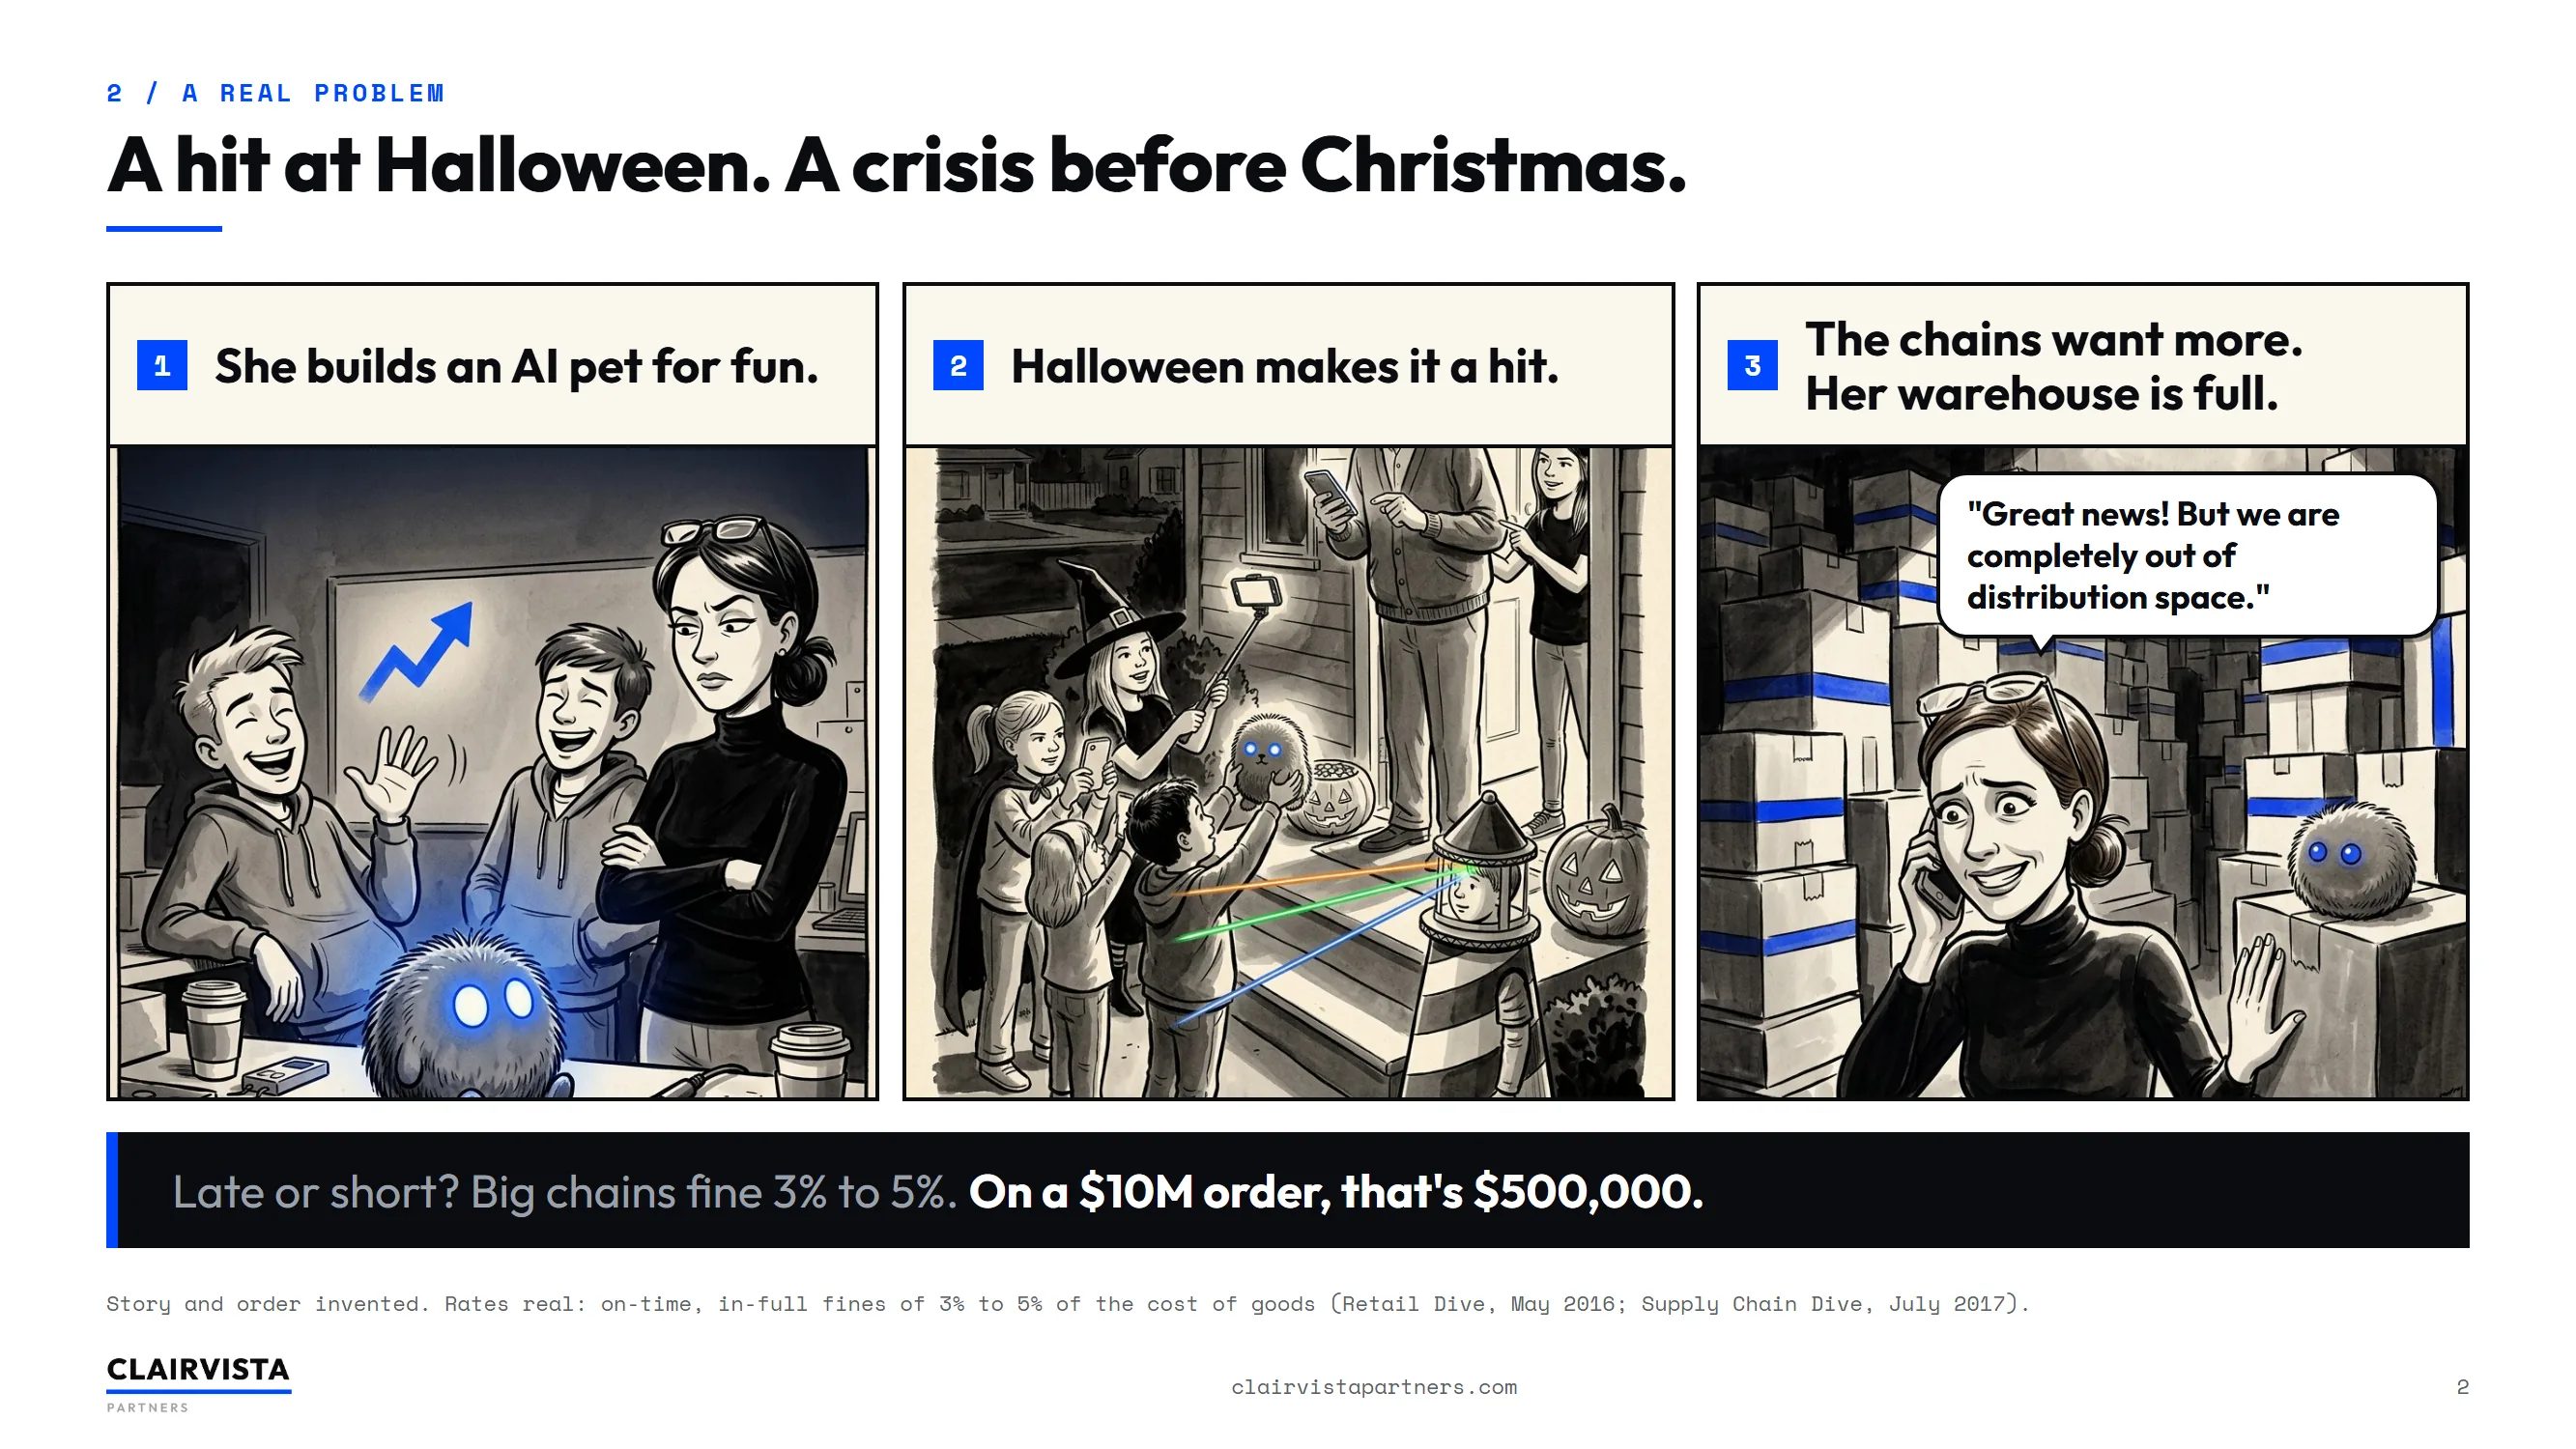 2 / A REAL PROBLEM
A hit at Halloween. A crisis before Christmas.
1
She builds an AI pet for fun.
2
Halloween makes it a hit.
3
The chains want more.
Her warehouse is full.
"Great news! But we are
completely out of
distribution space."
Late or short? Big chains fine 3% to 5%. On a $10M order, that's $500,000.
Story and order invented. Rates real: on-time, in-full fines of 3% to 5% of the cost of goods (Retail Dive, May 2016; Supply Chain Dive, July 2017).
CLAIRVISTA
PARTNERS
clairvistapartners.com
2